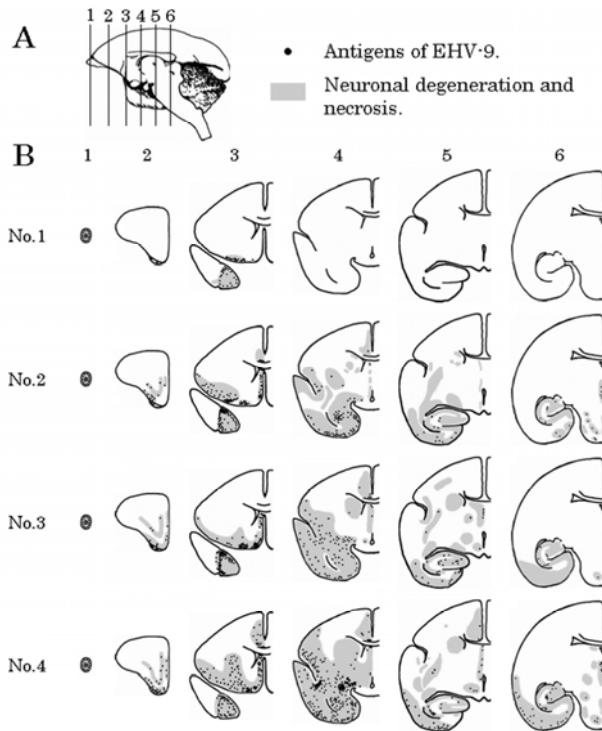 A
1 2 3 4 5 6
• Antigens of EHV·9.
Neuronal degeneration and
necrosis.
B
1 2 3 4 5 6
No.1
No.2
No.3
No.4